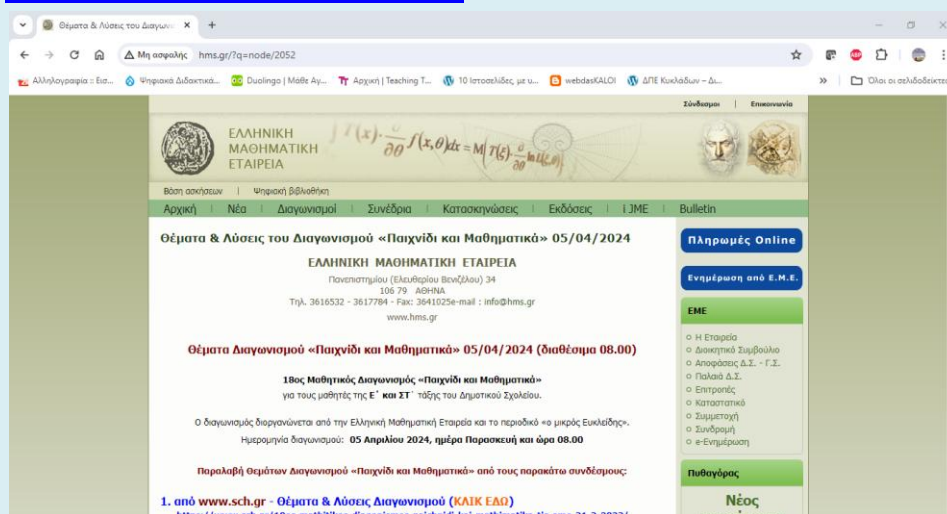 Θέματα & Λύσεις του Διαγων
Μη ασφαλής hms.gr/?q=node/2052
Αλληλογραφία :: Εισ... Ψηφιακά Διδακτικά... Duolingo | Μάθε Αγ... Αρχική | Teaching T... 10 Ιστοσελίδες, με υ... webdasKALOI ΔΠΕ Κυκλάδων – Δι... » Όλοι οι σελιδοδείκτες
Σύνδεσμοι | Επικοινωνία
ΕΛΛΗΝΙΚΗ
ΜΑΘΗΜΑΤΙΚΗ
ΕΤΑΙΡΕΙΑ
Βάση ασκήσεων | Ψηφιακή βιβλιοθήκη
Αρχική | Νέα | Διαγωνισμοί | Συνέδρια | Κατασκηνώσεις | Εκδόσεις | IJME | Bulletin
Θέματα & Λύσεις του Διαγωνισμού «Παιχνίδι και Μαθηματικά» 05/04/2024
ΕΛΛΗΝΙΚΗ ΜΑΘΗΜΑΤΙΚΗ ΕΤΑΙΡΕΙΑ
Πανεπιστημίου (Ελευθερίου Βενιζέλου) 34
106 79 ΑΘΗΝΑ
Τηλ. 3616532 - 3617784 - Fax: 3641025e-mail : info@hms.gr
www.hms.gr
Θέματα Διαγωνισμού «Παιχνίδι και Μαθηματικά» 05/04/2024 (διαθέσιμα 08.00)
18ος Μαθητικός Διαγωνισμός «Παιχνίδι και Μαθηματικά»
για τους μαθητές της Ε΄ και ΣΤ΄ τάξης του Δημοτικού Σχολείου.
Ο διαγωνισμός διοργανώνεται από την Ελληνική Μαθηματική Εταιρεία και το περιοδικό «ο μικρός Ευκλείδης».
Ημερομηνία διαγωνισμού: 05 Απριλίου 2024, ημέρα Παρασκευή και ώρα 08.00
Παραλαβή Θεμάτων Διαγωνισμού «Παιχνίδι και Μαθηματικά» από τους παρακάτω συνδέσμους:
1. από www.sch.gr - Θέματα & Λύσεις Διαγωνισμού (ΚΛΙΚ ΕΔΩ)
Πληρωμές Online
Ενημέρωση από Ε.Μ.Ε.
ΕΜΕ
Η Εταιρεία
Διοικητικό Συμβούλιο
Αποφάσεις Δ.Σ. - Γ.Σ.
Παλαιά Δ.Σ.
Επιτροπές
Καταστατικό
Συμμετοχή
Συνδρομή
e-Ενημέρωση
Πυθαγόρας
Νέος